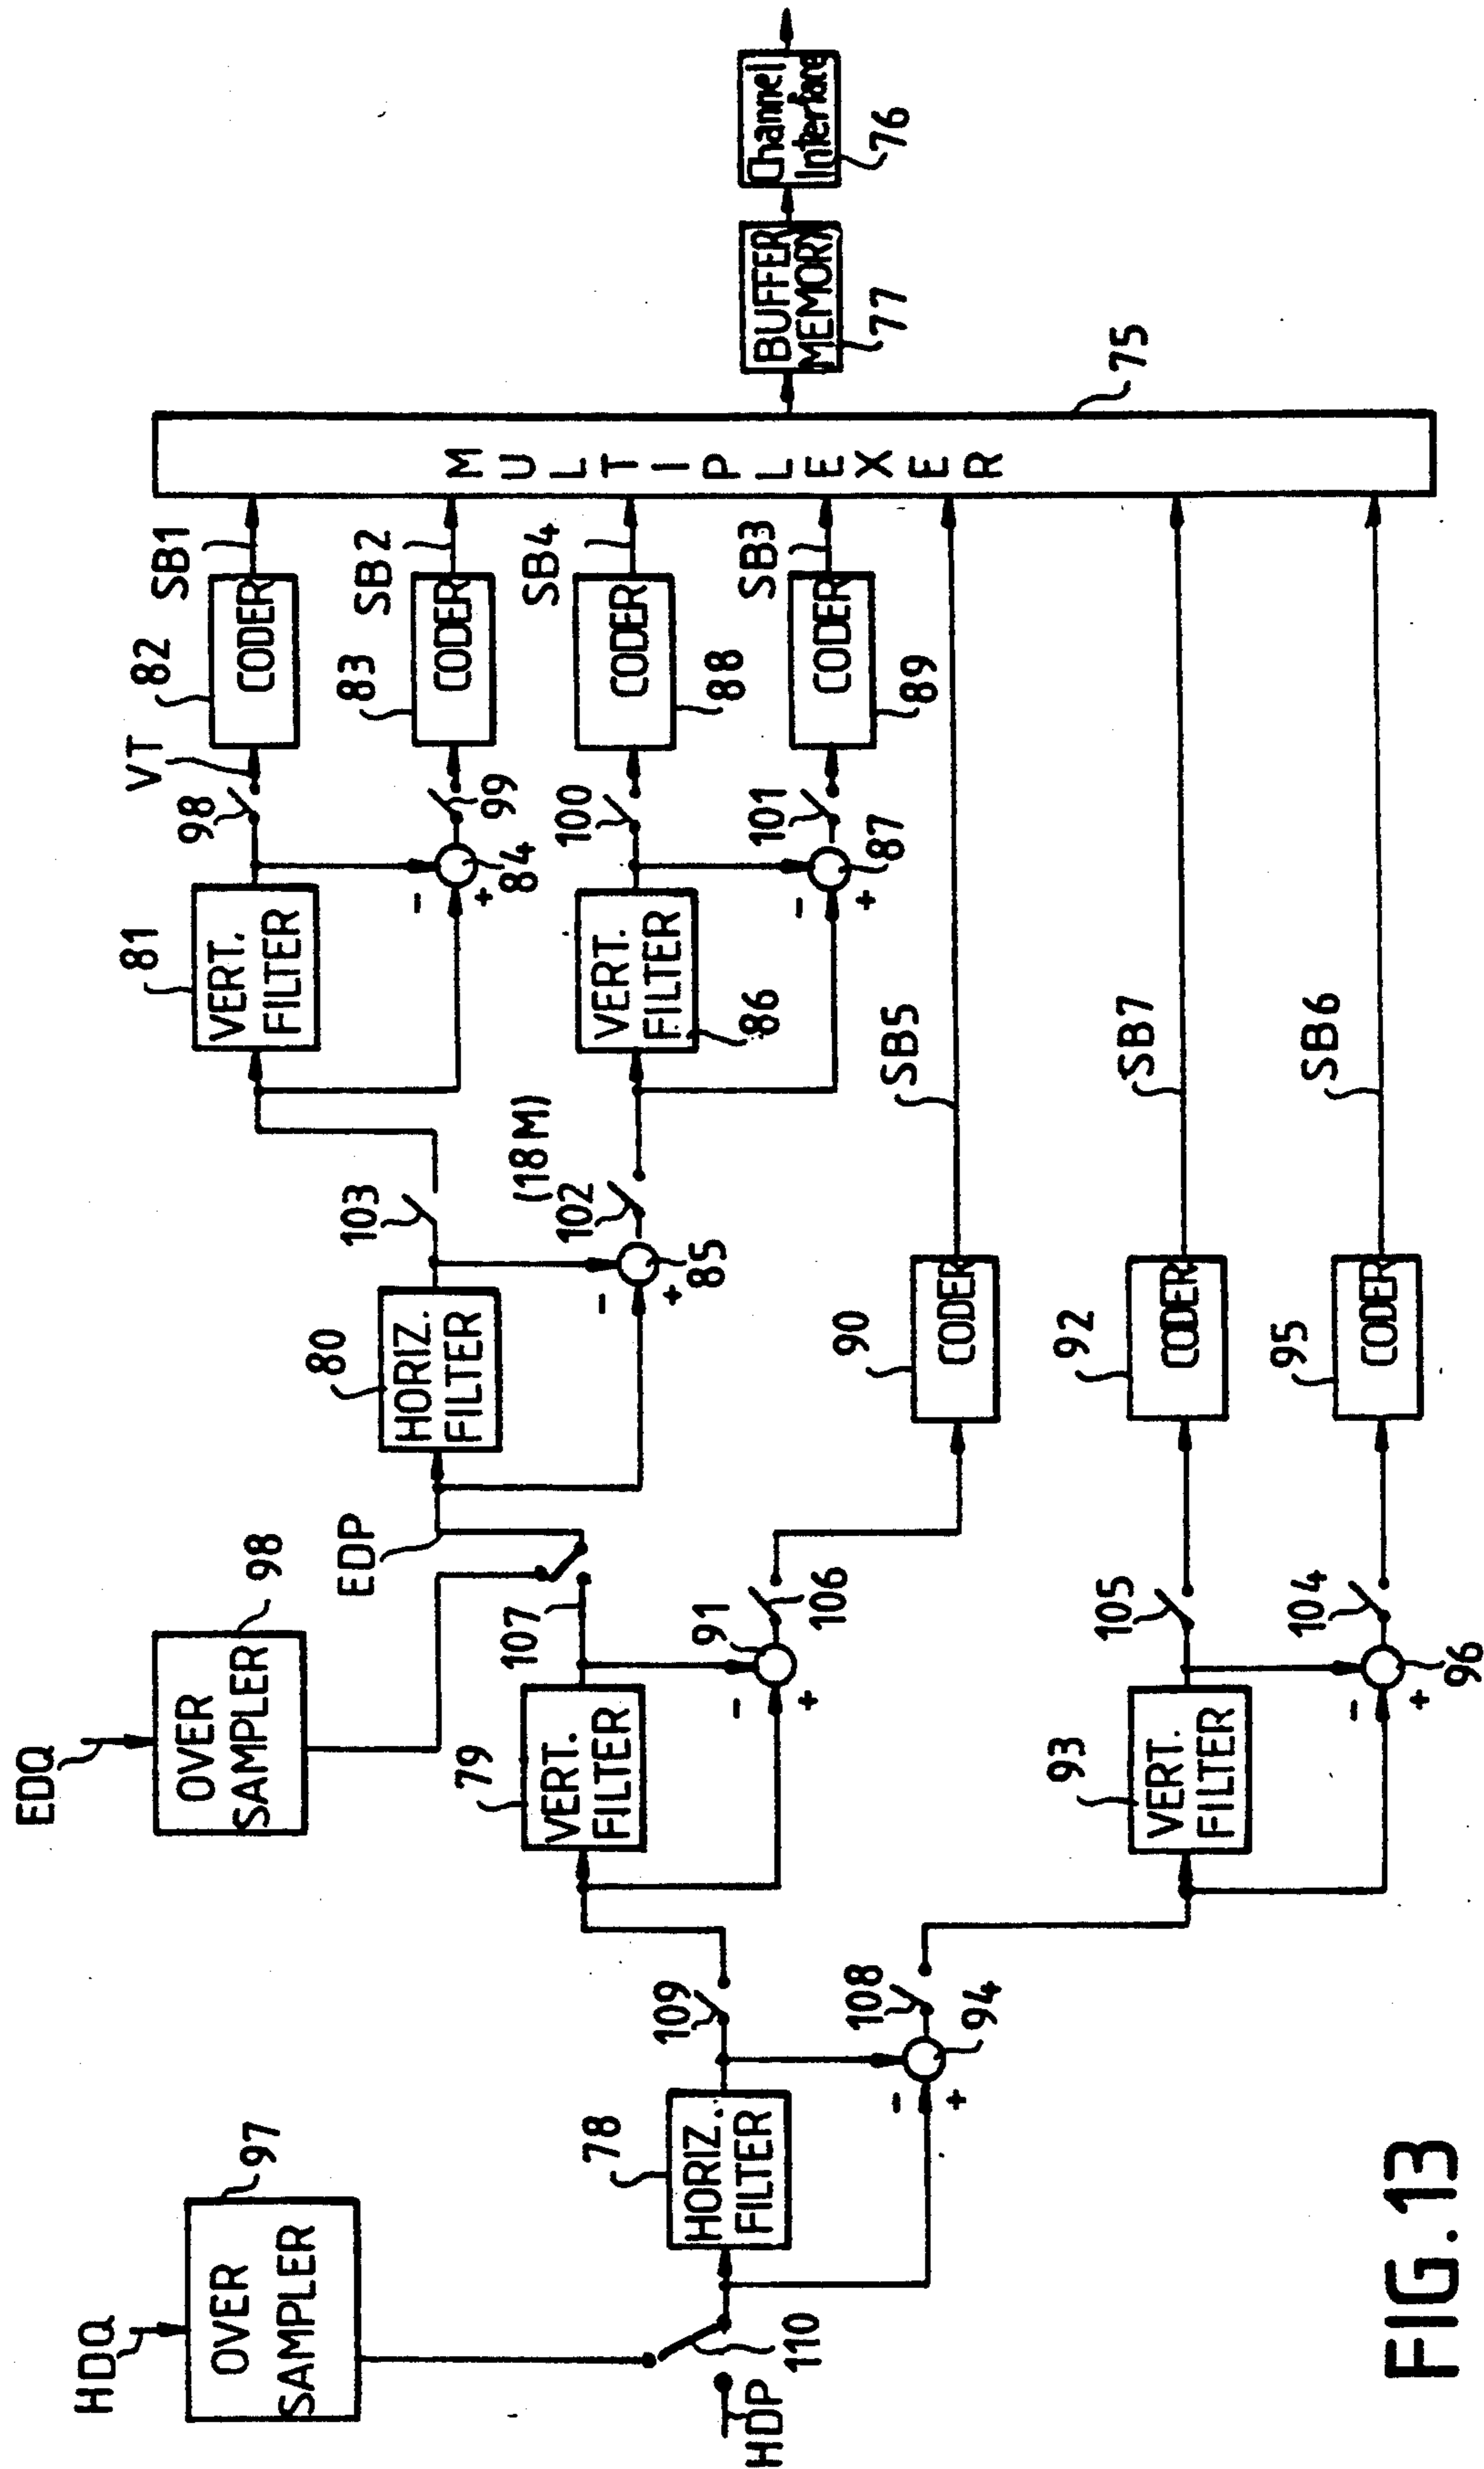 HDQ
OVER
SAMPLER
97
HDP
110
HORIZ.
FILTER
78
109
108
94
-
+
EDQ
OVER
SAMPLER
98
VERT.
FILTER
79
107
91
-
+
106
EDP
VERT.
FILTER
93
105
104
96
-
+
HORIZ.
FILTER
80
103
(18M)
102
85
-
+
CODER
90
CODER
92
CODER
95
SB5
SB7
SB6
VERT.
FILTER
81
98
VT
99
84
-
+
VERT.
FILTER
86
100
101
87
-
+
CODER
82
SB1
CODER
83
SB2
CODER
88
SB4
CODER
89
SB3
MULTIPLEXER
75
BUFFER
MEMORY
77
Channel
Interface
76
FIG.13